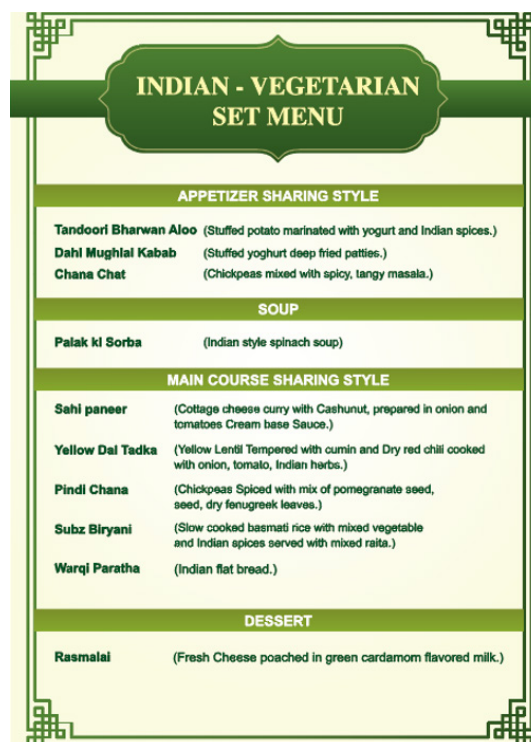 INDIAN - VEGETARIAN
SET MENU
APPETIZER SHARING STYLE
Tandoori Bharwan Aloo (Stuffed potato marinated with yogurt and Indian spices.)
Dahi Mughlai Kabab (Stuffed yoghurt deep fried patties.)
Chana Chat (Chickpeas mixed with spicy, tangy masala.)
SOUP
Palak ki Sorba (Indian style spinach soup)
MAIN COURSE SHARING STYLE
Sahi paneer (Cottage cheese curry with Cashunut, prepared in onion and
tomatoes Cream base Sauce.)
Yellow Dal Tadka (Yellow Lentil Tempered with cumin and Dry red chili cooked
with onion, tomato, Indian herbs.)
Pindi Chana (Chickpeas Spiced with mix of pomegranate seed,
seed, dry fenugreek leaves.)
Subz Biryani (Slow cooked basmati rice with mixed vegetable
and Indian spices served with mixed raita.)
Warqi Paratha (Indian flat bread.)
DESSERT
Rasmalai (Fresh Cheese poached in green cardamom flavored milk.)